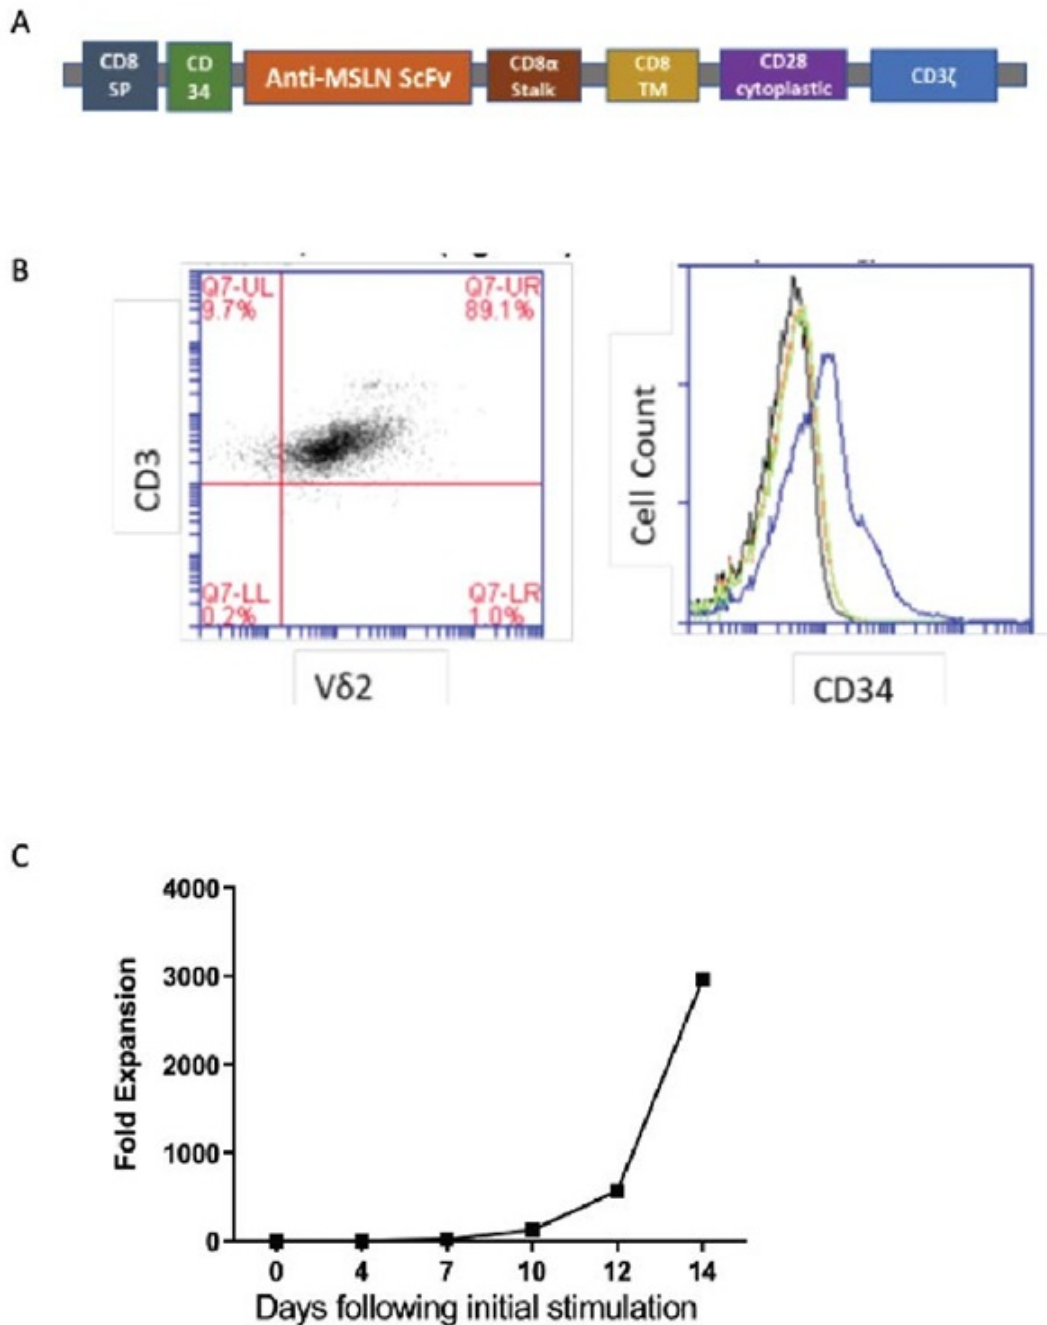 A
CD8
SP
CD
34
Anti-MSLN ScFv
CD8α
Stalk
CD8
TM
CD28
cytoplastic
CD3ζ
B
Q7-UL
9.7%
Q7-UR
89.1%
Q7-LL
0.2%
Q7-LR
1.0%
CD3
Vδ2
Cell Count
CD34
C
4000
3000
2000
1000
0
Fold Expansion
0 4 7 10 12 14
Days following initial stimulation